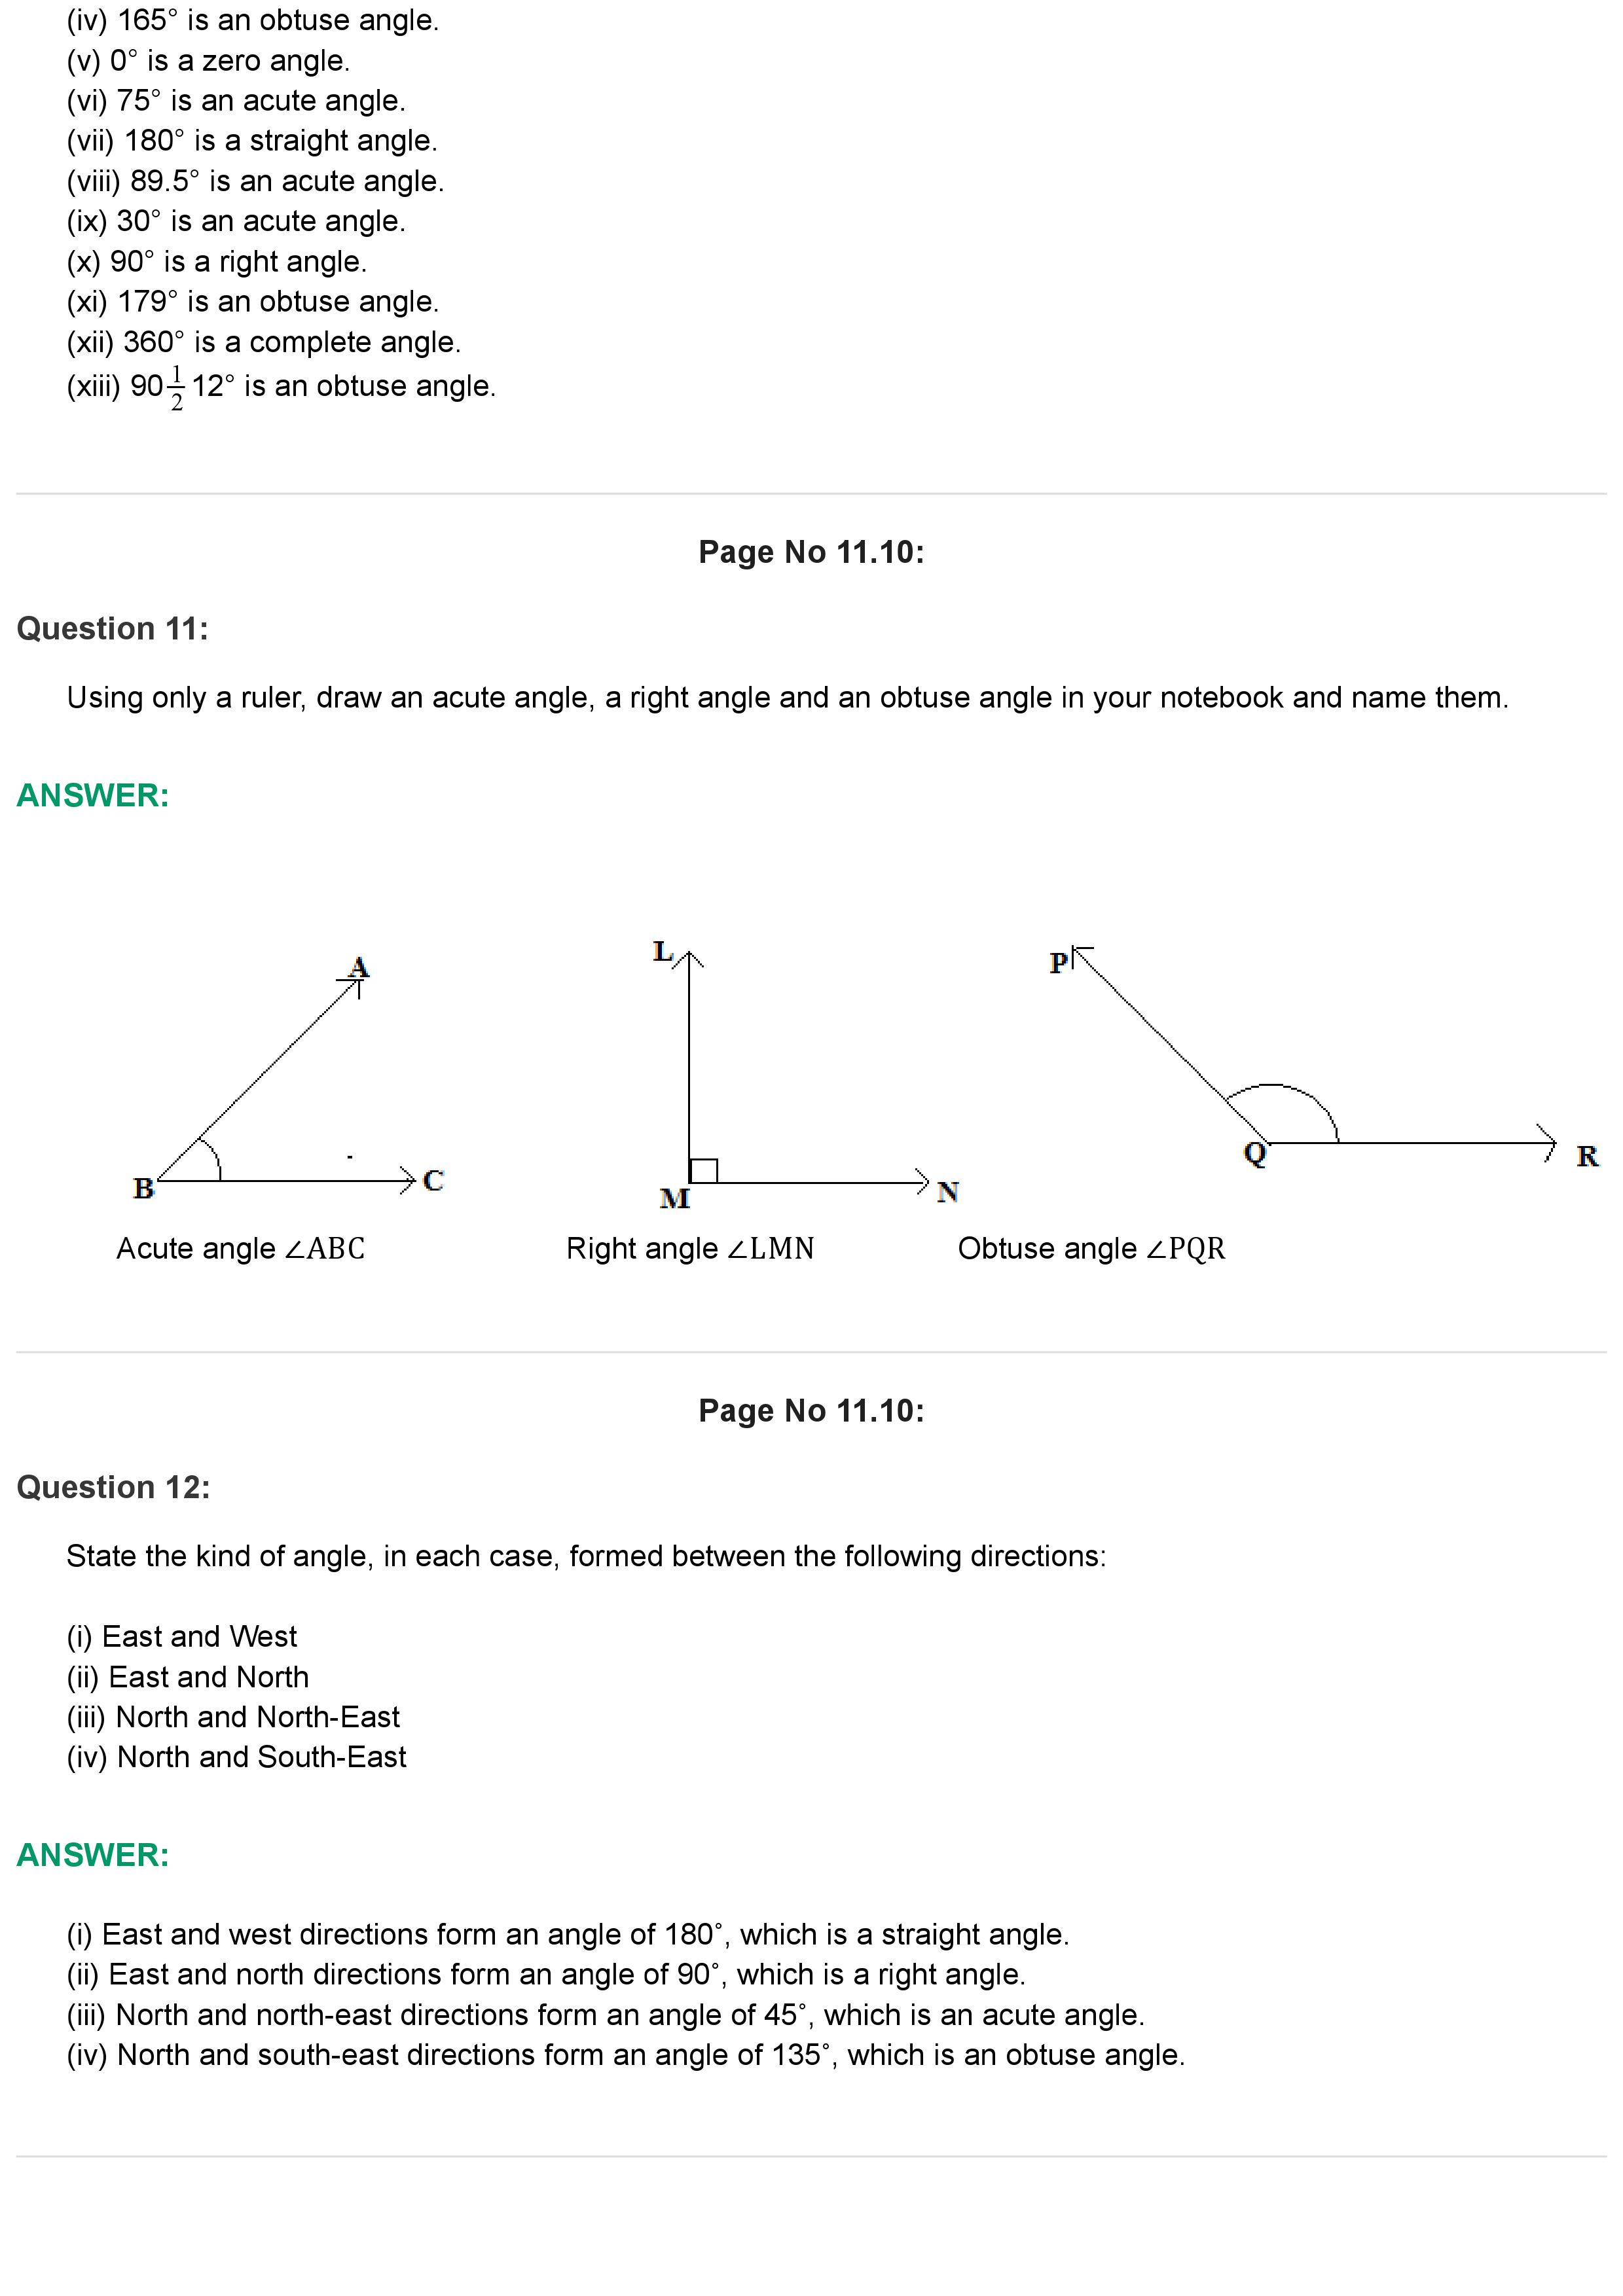 (iv) 165° is an obtuse angle.
(v) 0° is a zero angle.
(vi) 75° is an acute angle.
(vii) 180° is a straight angle.
(viii) 89.5° is an acute angle.
(ix) 30° is an acute angle.
(x) 90° is a right angle.
(xi) 179° is an obtuse angle.
(xii) 360° is a complete angle.
(xiii) 90 1/2 12° is an obtuse angle.
Page No 11.10:
Question 11:
Using only a ruler, draw an acute angle, a right angle and an obtuse angle in your notebook and name them.
ANSWER:
A
B
C
L
M
N
P
Q
R
Acute angle ∠ABC Right angle ∠LMN Obtuse angle ∠PQR
Page No 11.10:
Question 12:
State the kind of angle, in each case, formed between the following directions:
(i) East and West
(ii) East and North
(iii) North and North-East
(iv) North and South-East
ANSWER:
(i) East and west directions form an angle of 180°, which is a straight angle.
(ii) East and north directions form an angle of 90°, which is a right angle.
(iii) North and north-east directions form an angle of 45°, which is an acute angle.
(iv) North and south-east directions form an angle of 135°, which is an obtuse angle.